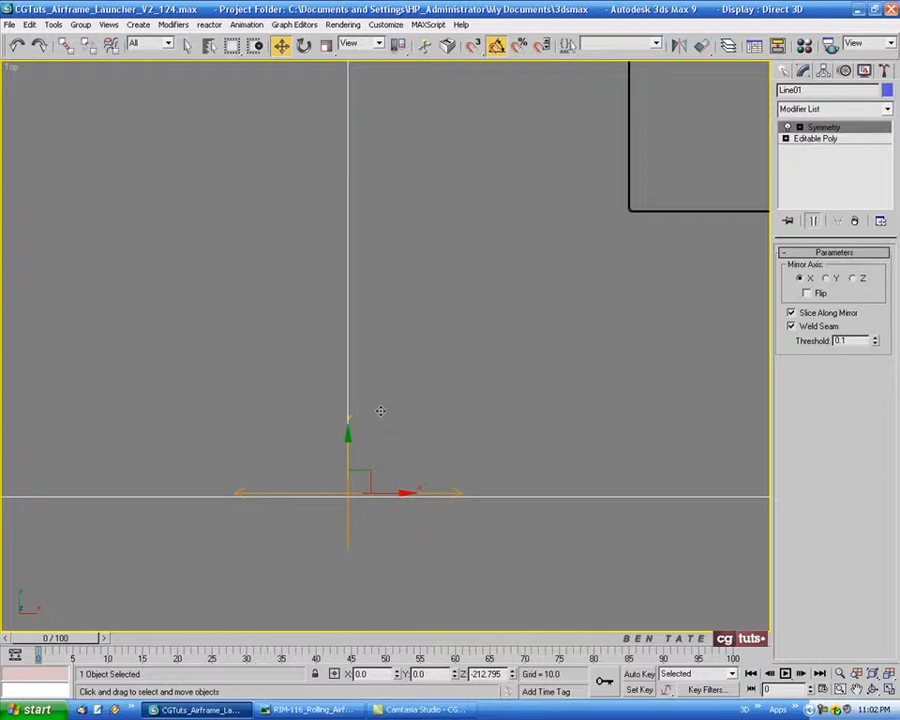 CGTuts_Airframe_Launcher_V2_124.max - Project Folder: C:\Documents and Settings\HP_Administrator\My Documents\3dsmax - Autodesk 3ds Max 9 - Display : Direct 3D
File Edit Tools Group Views Create Modifiers reactor Animation Graph Editors Rendering Customize MAXScript Help
All View View
Top
Line01
Modifier List
Symmetry
Editable Poly
Parameters
Mirror Axis:
X Y Z
Flip
Slice Along Mirror
Weld Seam
Threshold: 0.1
y
x
0 / 100
BEN TATE cg tuts+
0 5 10 15 20 25 30 35 40 45 50 55 60 65 70 75 80 85 90 95 100
1 Object Selected X: 0.0 Y: 0.0 Z: -212.795 Grid = 10.0 Auto Key Selected
Click and drag to select and move objects Add Time Tag Set Key Key Filters... 0
start CGTuts_Airframe_La... RIM-116_Rolling_Airf... Camtasia Studio - CG... 3D Apps 11:02 PM